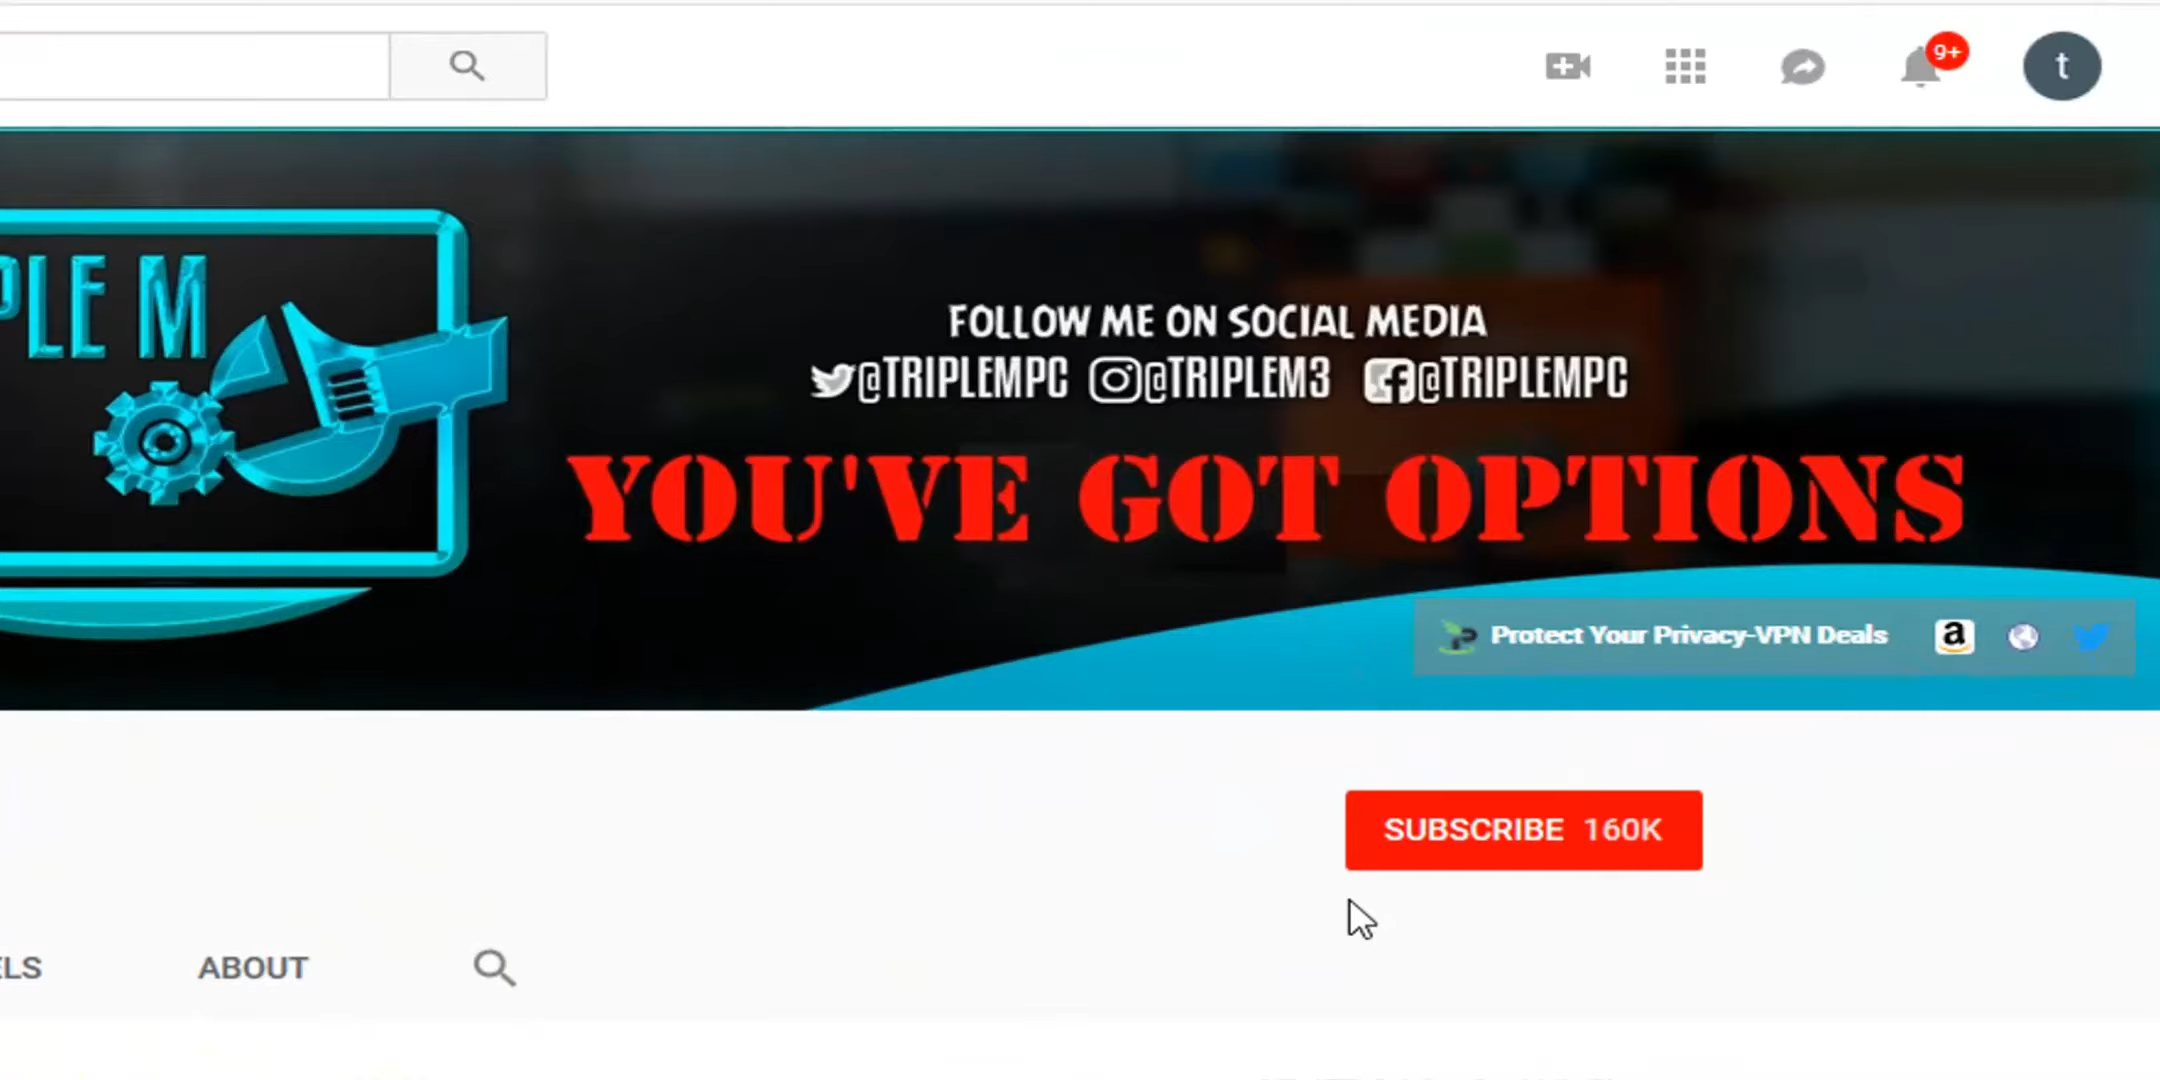 9+
t
PLE M
FOLLOW ME ON SOCIAL MEDIA
@TRIPLEMPC @TRIPLEM3 @TRIPLEMPC
YOU'VE GOT OPTIONS
Protect Your Privacy-VPN Deals
SUBSCRIBE 160K
ELS ABOUT